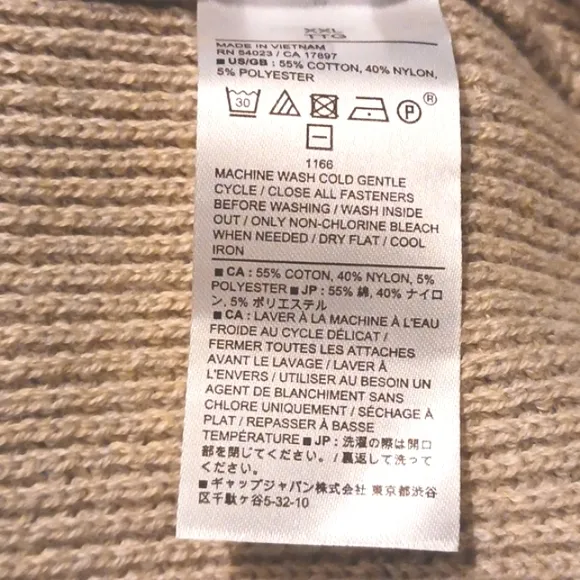 XXL
TTG
MADE IN VIETNAM
RN 54023 / CA 17897
■ US/GB : 55% COTTON, 40% NYLON,
5% POLYESTER
30 P ®
1166
MACHINE WASH COLD GENTLE
CYCLE / CLOSE ALL FASTENERS
BEFORE WASHING / WASH INSIDE
OUT / ONLY NON-CHLORINE BLEACH
WHEN NEEDED / DRY FLAT / COOL
IRON
■ CA : 55% COTON, 40% NYLON, 5%
POLYESTER ■ JP : 55% 綿, 40% ナイロ
ン, 5% ポリエステル
■ CA : LAVER À LA MACHINE À L'EAU
FROIDE AU CYCLE DÉLICAT /
FERMER TOUTES LES ATTACHES
AVANT LE LAVAGE / LAVER À
L'ENVERS / UTILISER AU BESOIN UN
AGENT DE BLANCHIMENT SANS
CHLORE UNIQUEMENT / SÉCHAGE À
PLAT / REPASSER À BASSE
TEMPÉRATURE ■ JP : 洗濯の際は開口
部を閉じてください。 / 裏返して洗って
ください。
■ ギャップジャパン株式会社 東京都渋谷
区千駄ヶ谷5-32-10